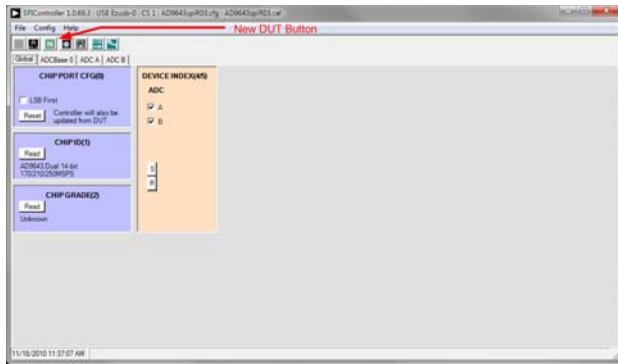 SPIController 1.0.69.3 : USB Ezusb-0 : CS 1 : AD9643spiR03.cfg : AD9643spiR03.cal
File Config Help
New DUT Button
Global ADCBase 0 ADC A ADC B
CHIP PORT CFG(0)
LSB First
Reset
Controller will also be
updated from DUT
CHIP ID(1)
Read
AD9643,Dual 14-bit
170/210/250MSPS
CHIP GRADE(2)
Read
Unknown
DEVICE INDEX(4/5)
ADC
A
B
S
R
11/18/2010 11:37:07 AM